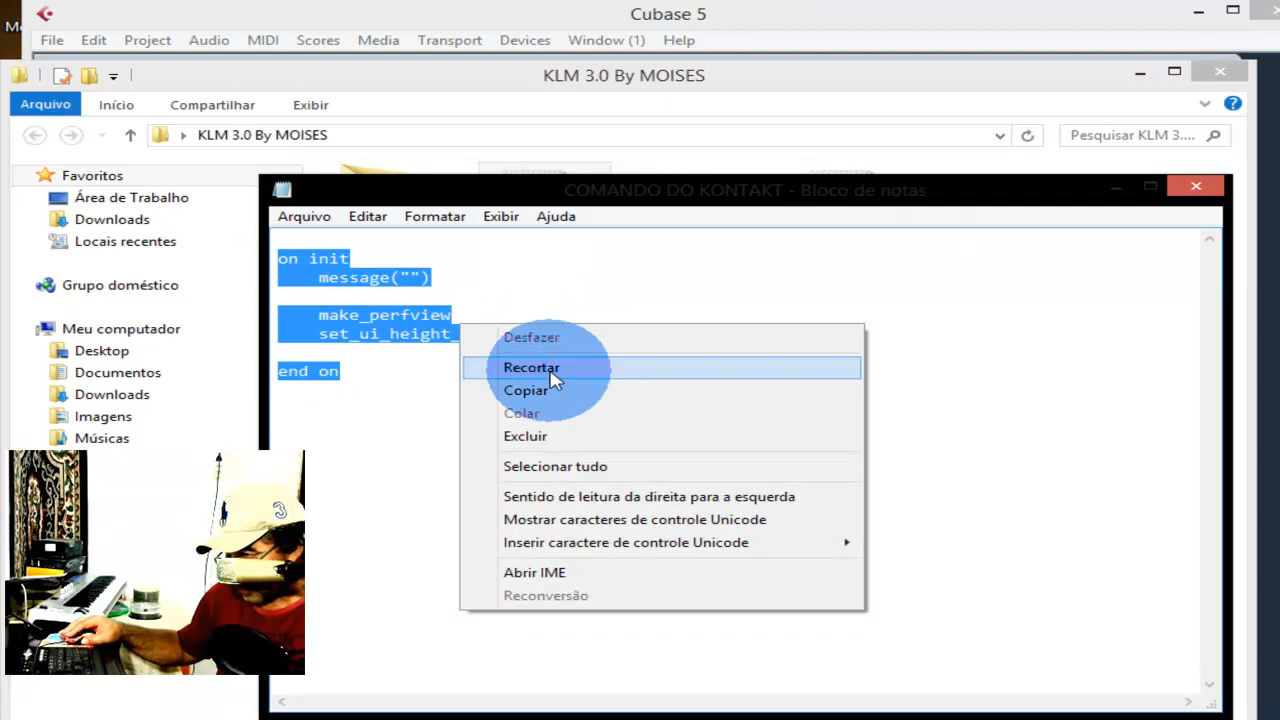 Cubase 5
File Edit Project Audio MIDI Scores Media Transport Devices Window (1) Help
KLM 3.0 By MOISES
Arquivo Início Compartilhar Exibir
KLM 3.0 By MOISES
Pesquisar KLM 3....
Favoritos
Área de Trabalho
Downloads
Locais recentes
Grupo doméstico
Meu computador
Desktop
Documentos
Downloads
Imagens
Músicas
COMANDO DO KONTAKT - Bloco de notas
Arquivo Editar Formatar Exibir Ajuda
on init
message("")
make_perfview
set_ui_height_
end on
Desfazer
Recortar
Copiar
Colar
Excluir
Selecionar tudo
Sentido de leitura da direita para a esquerda
Mostrar caracteres de controle Unicode
Inserir caractere de controle Unicode
Abrir IME
Reconversão
3